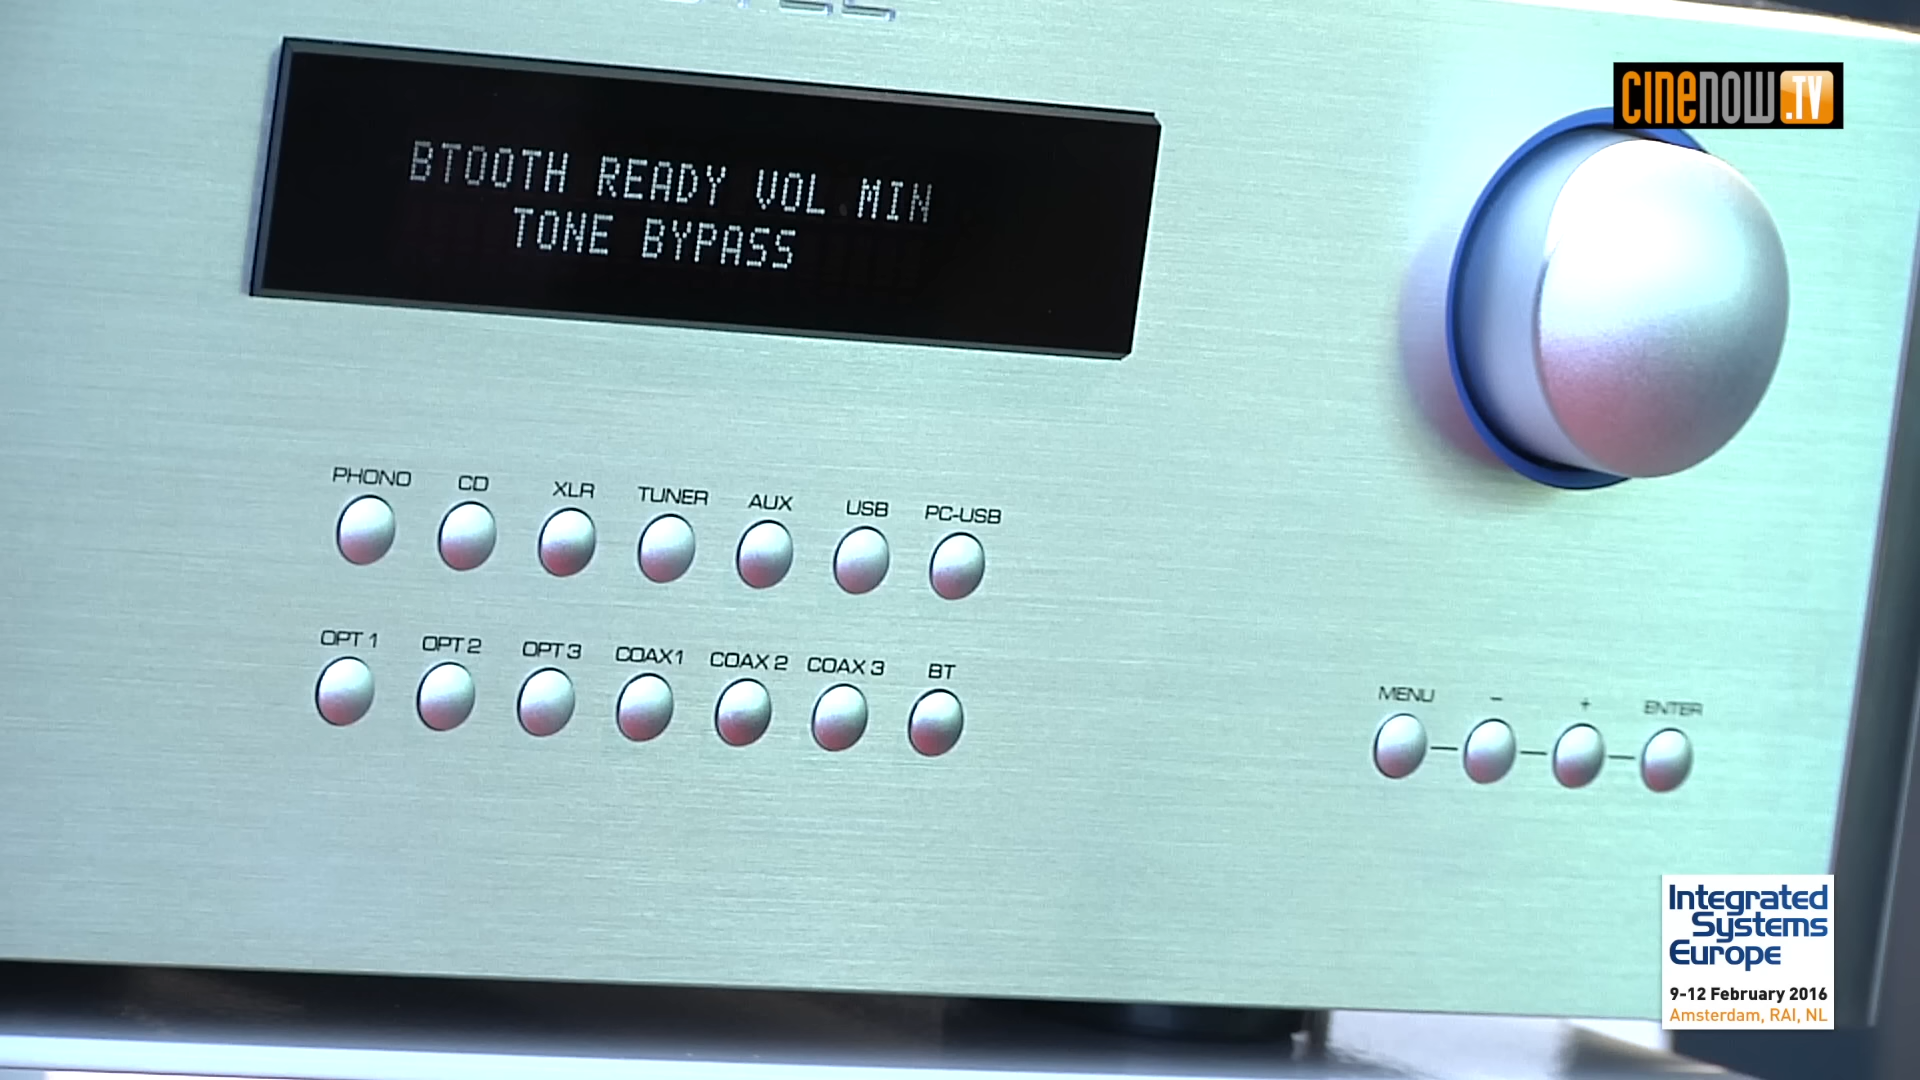 cinenow.TV
BTOOTH READY VOL MIN
TONE BYPASS
PHONO CD XLR TUNER AUX USB PC-USB
OPT 1 OPT 2 OPT 3 COAX 1 COAX 2 COAX 3 BT
MENU - + ENTER
Integrated
Systems
Europe
9-12 February 2016
Amsterdam, RAI, NL